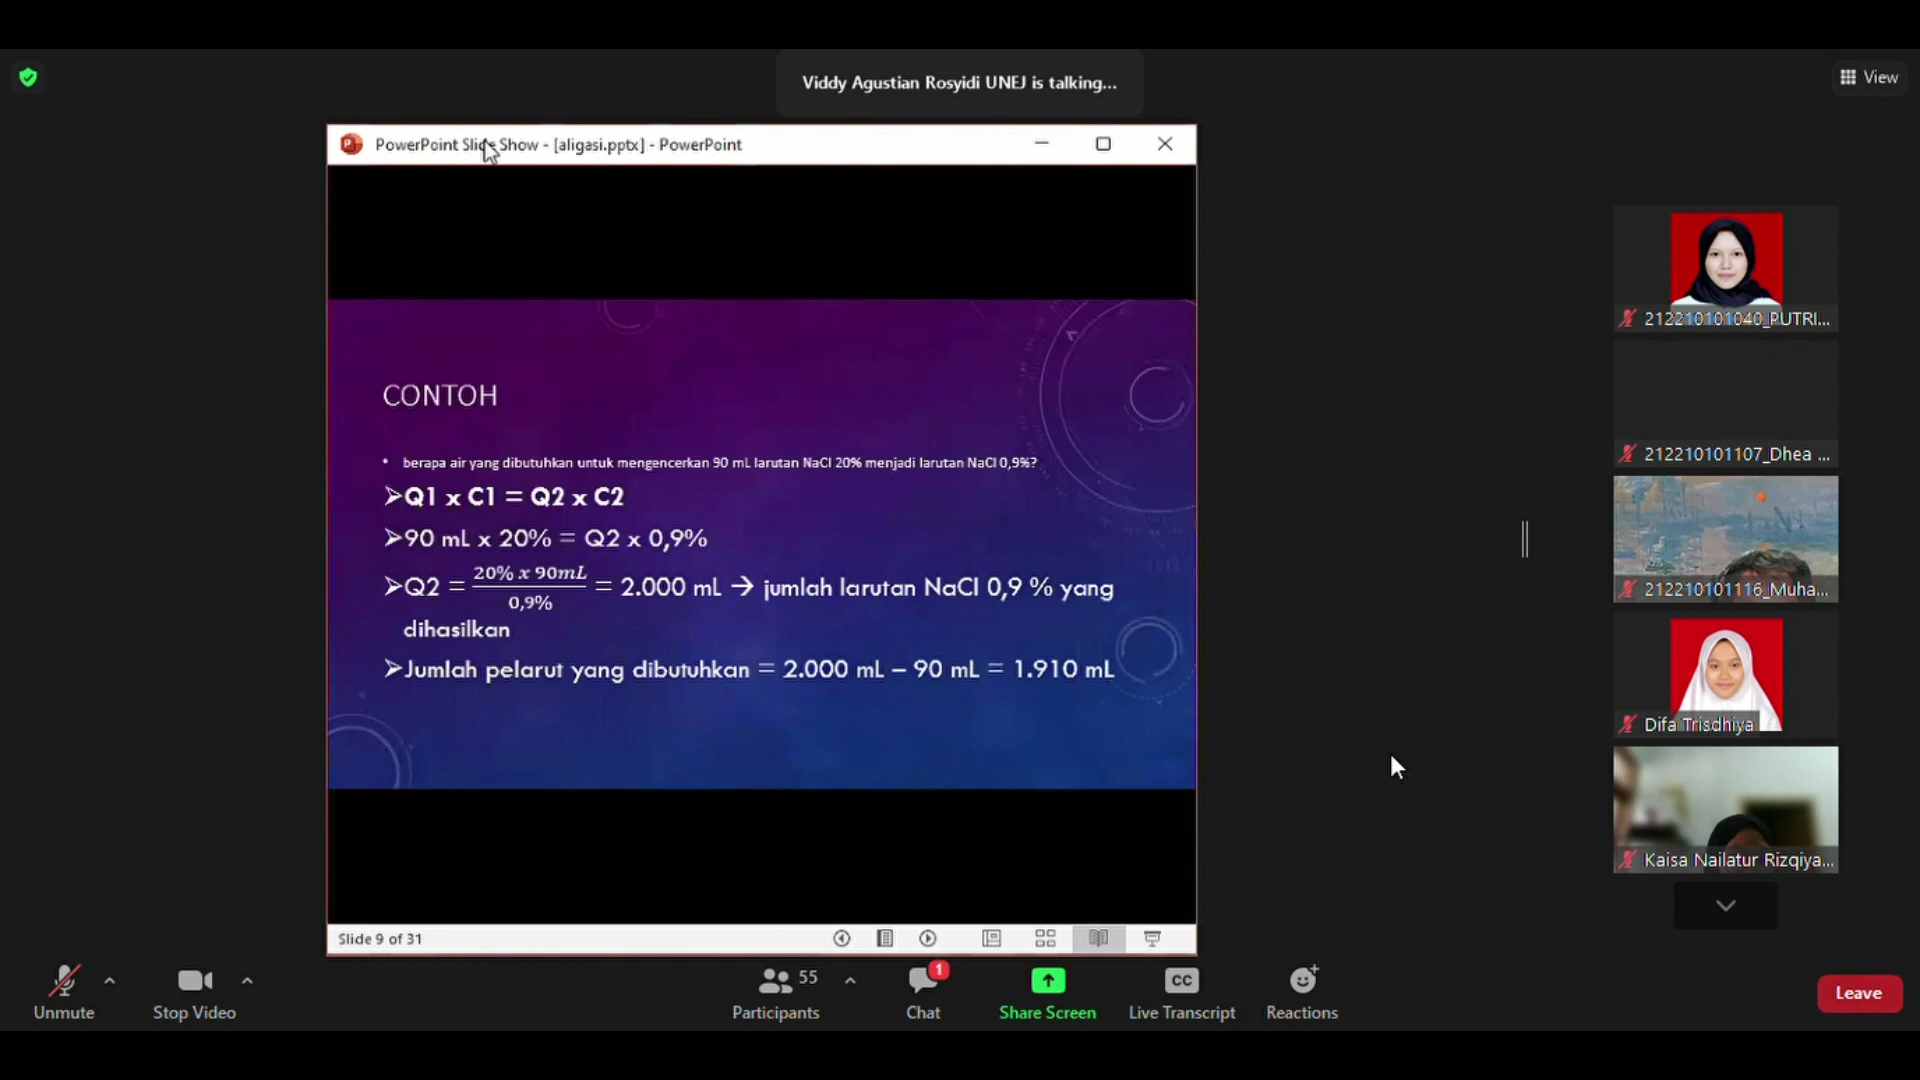 Viddy Agustian Rosyidi UNEJ is talking...
View
PowerPoint Slide Show - [aligasi.pptx] - PowerPoint
CONTOH
• berapa air yang dibutuhkan untuk mengencerkan 90 mL larutan NaCl 20% menjadi larutan NaCl 0,9%?
➢Q1 x C1 = Q2 x C2
➢90 mL x 20% = Q2 x 0,9%
➢Q2 = 20% x 90mL / 0,9% = 2.000 mL → jumlah larutan NaCl 0,9 % yang
dihasilkan
➢Jumlah pelarut yang dibutuhkan = 2.000 mL – 90 mL = 1.910 mL
Slide 9 of 31
212210101040_PUTRI...
212210101107_Dhea ...
212210101116_Muha...
Difa Trisdhiya
Kaisa Nailatur Rizqiya...
Unmute
Stop Video
55
Participants
1
Chat
Share Screen
CC
Live Transcript
Reactions
Leave